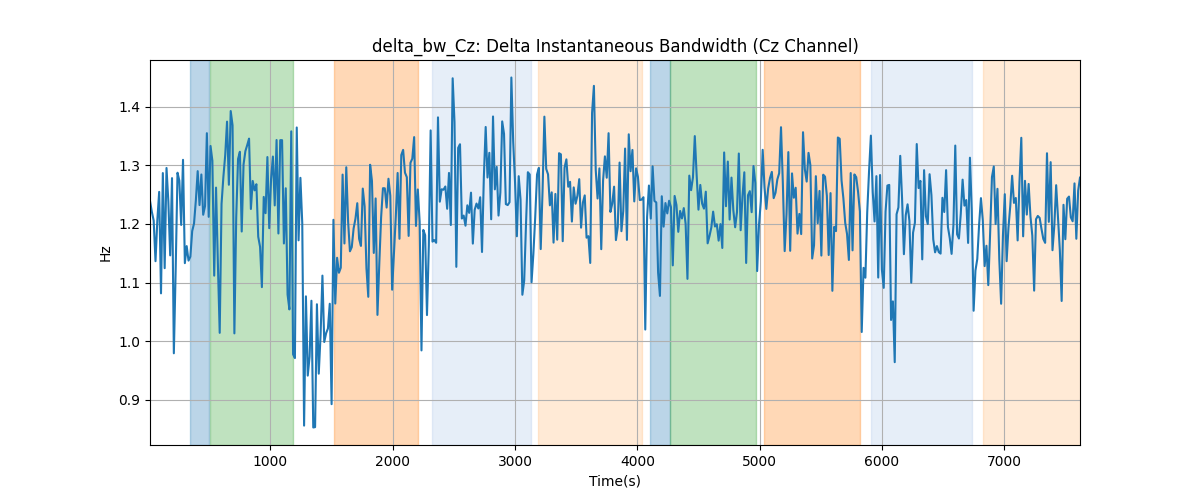 delta_bw_Cz: Delta Instantaneous Bandwidth (Cz Channel)
1.4
1.3
1.2
1.1
1.0
0.9
Hz
1000 2000 3000 4000 5000 6000 7000
Time(s)